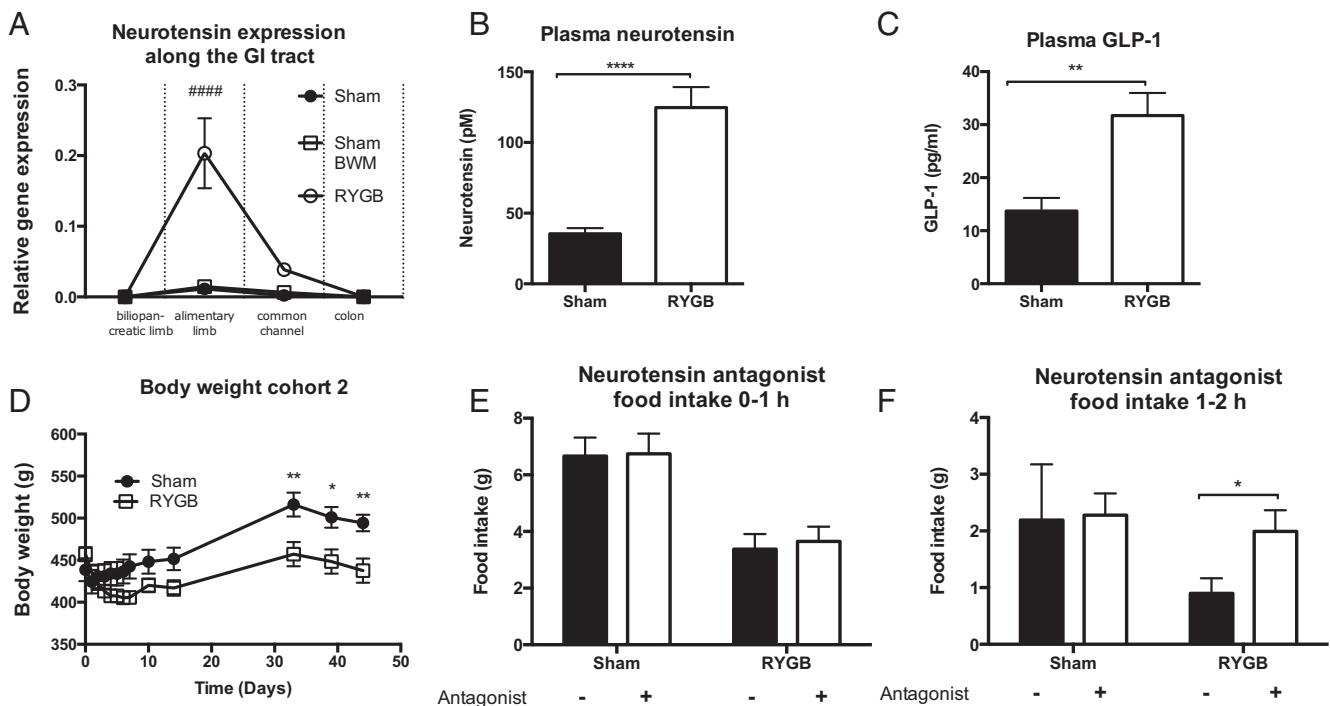 A
Neurotensin expression
along the GI tract
Relative gene expression
0.3
0.2
0.1
0.0
####
Sham
Sham
BWM
RYGB
biliopan-
creatic limb
alimentary
limb
common
channel
colon
B
Plasma neurotensin
Neurotensin (pM)
150
100
50
0
****
Sham
RYGB
C
Plasma GLP-1
GLP-1 (pg/ml)
40
30
20
10
0
**
Sham
RYGB
D
Body weight cohort 2
Body weight (g)
600
550
500
450
400
350
Sham
RYGB
** * **
0 10 20 30 40 50
Time (Days)
E
Neurotensin antagonist
food intake 0-1 h
Food intake (g)
8
6
4
2
0
Sham
RYGB
Antagonist - + - +
F
Neurotensin antagonist
food intake 1-2 h
Food intake (g)
4
3
2
1
0
*
Sham
RYGB
Antagonist - + - +